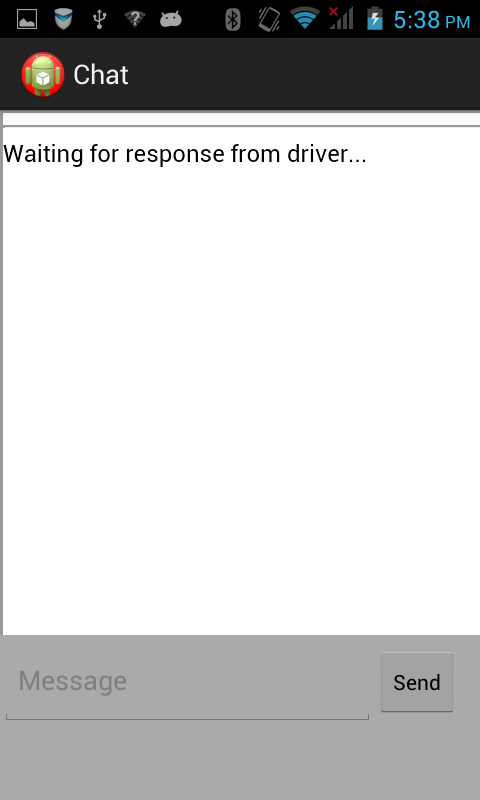 5:38 PM
Chat
Waiting for response from driver...
Message
Send